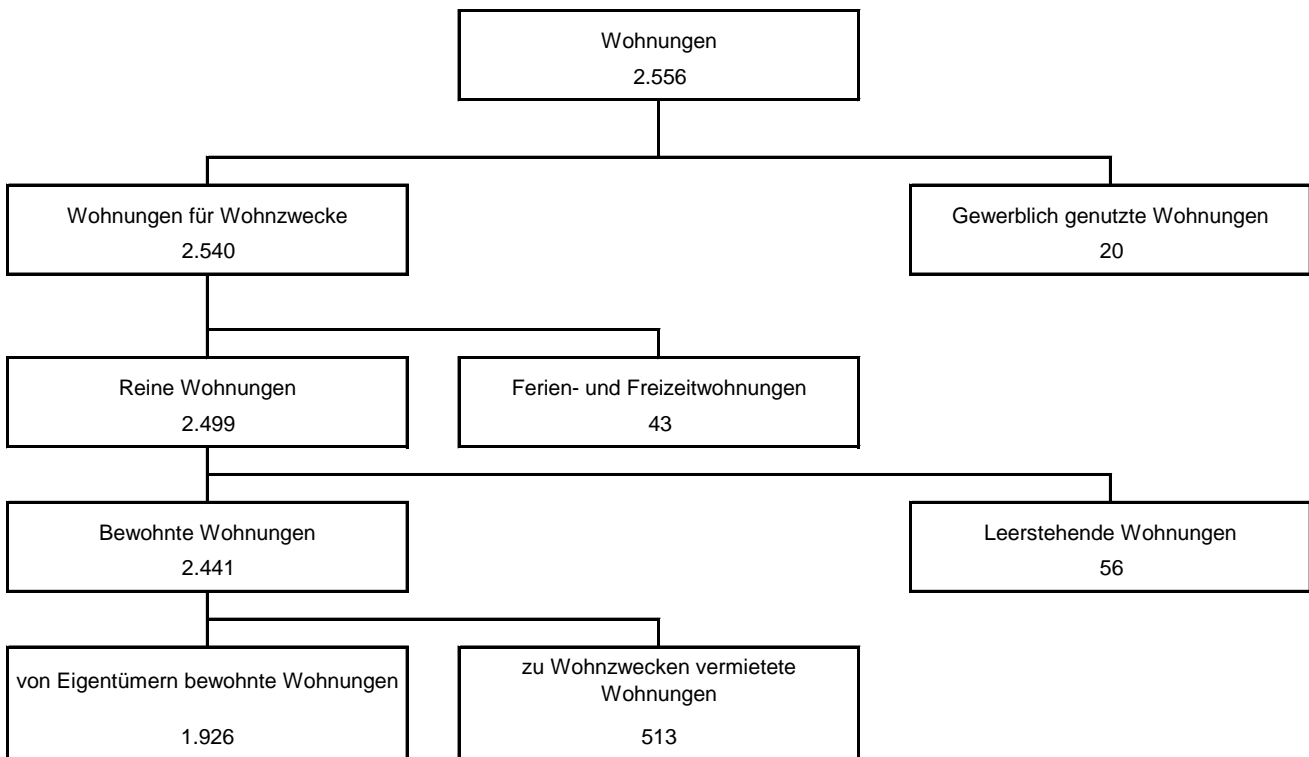 Wohnungen
2.556
Wohnungen für Wohnzwecke
2.540
Gewerblich genutzte Wohnungen
20
Reine Wohnungen
2.499
Ferien- und Freizeitwohnungen
43
Bewohnte Wohnungen
2.441
Leerstehende Wohnungen
56
von Eigentümern bewohnte Wohnungen
1.926
zu Wohnzwecken vermietete
Wohnungen
513